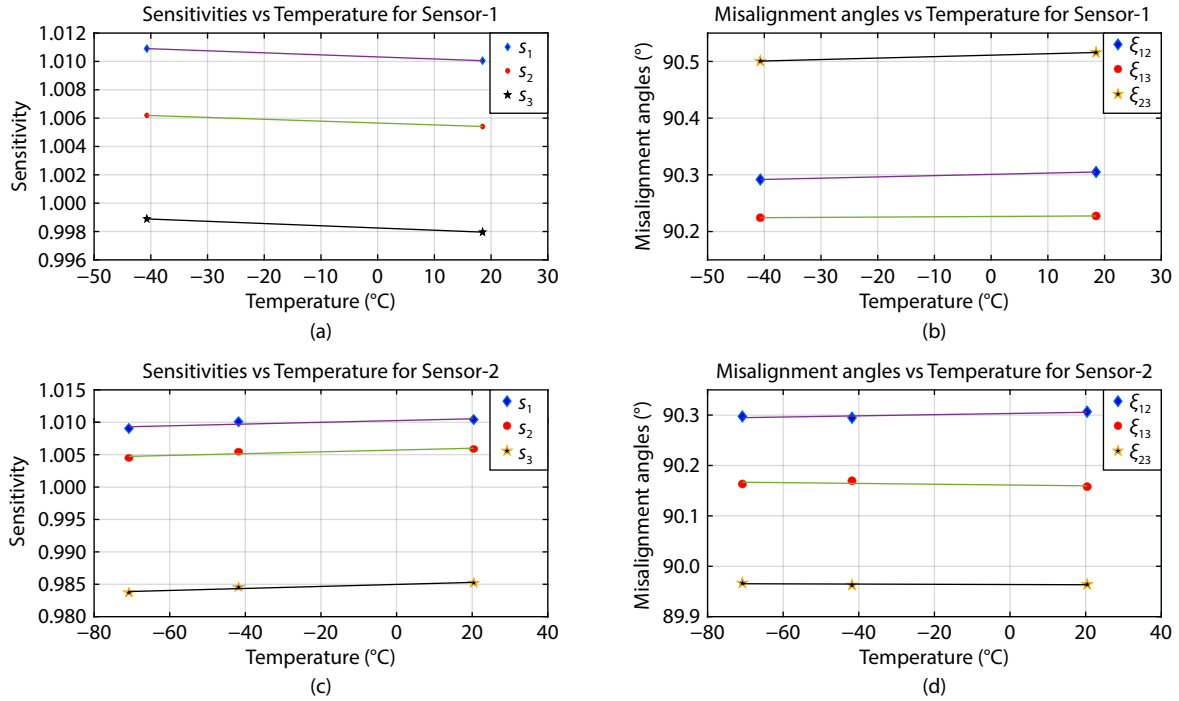 Sensitivities vs Temperature for Sensor-1
1.012
1.010
1.008
1.006
1.004
1.002
1.000
0.998
0.996
Sensitivity
s1
s2
s3
−50 −40 −30 −20 −10 0 10 20 30
Temperature (°C)
(a)
Misalignment angles vs Temperature for Sensor-1
90.5
90.4
90.3
90.2
Misalignment angles (°)
ξ12
ξ13
ξ23
−50 −40 −30 −20 −10 0 10 20 30
Temperature (°C)
(b)
Sensitivities vs Temperature for Sensor-2
1.015
1.010
1.005
1.000
0.995
0.990
0.985
0.980
Sensitivity
s1
s2
s3
−80 −60 −40 −20 0 20 40
Temperature (°C)
(c)
Misalignment angles vs Temperature for Sensor-2
90.3
90.2
90.1
90.0
89.9
Misalignment angles (°)
ξ12
ξ13
ξ23
−80 −60 −40 −20 0 20 40
Temperature (°C)
(d)